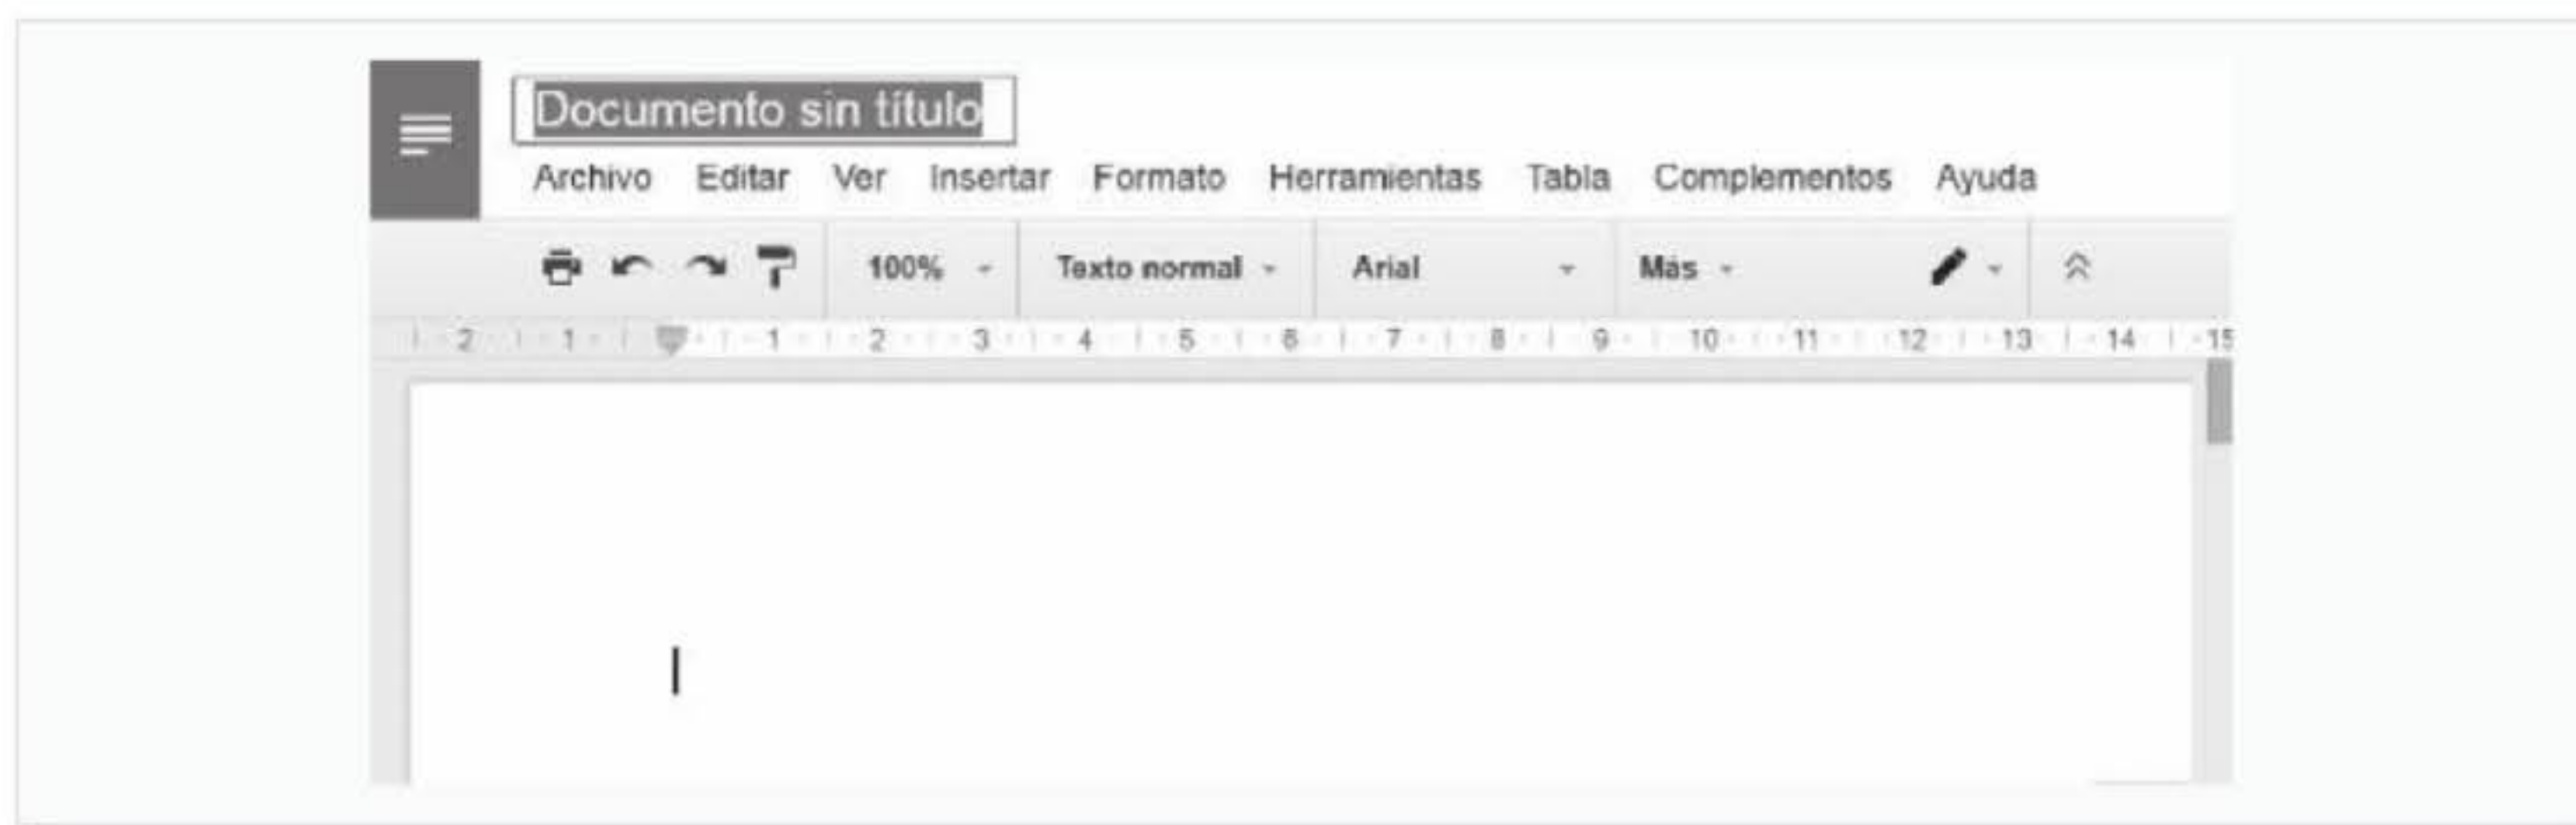 Documento sin título
Archivo Editar Ver Insertar Formato Herramientas Tabla Complementos Ayuda
100% Texto normal Arial Más
2 1 1 2 3 4 5 6 7 8 9 10 11 12 13 14 15